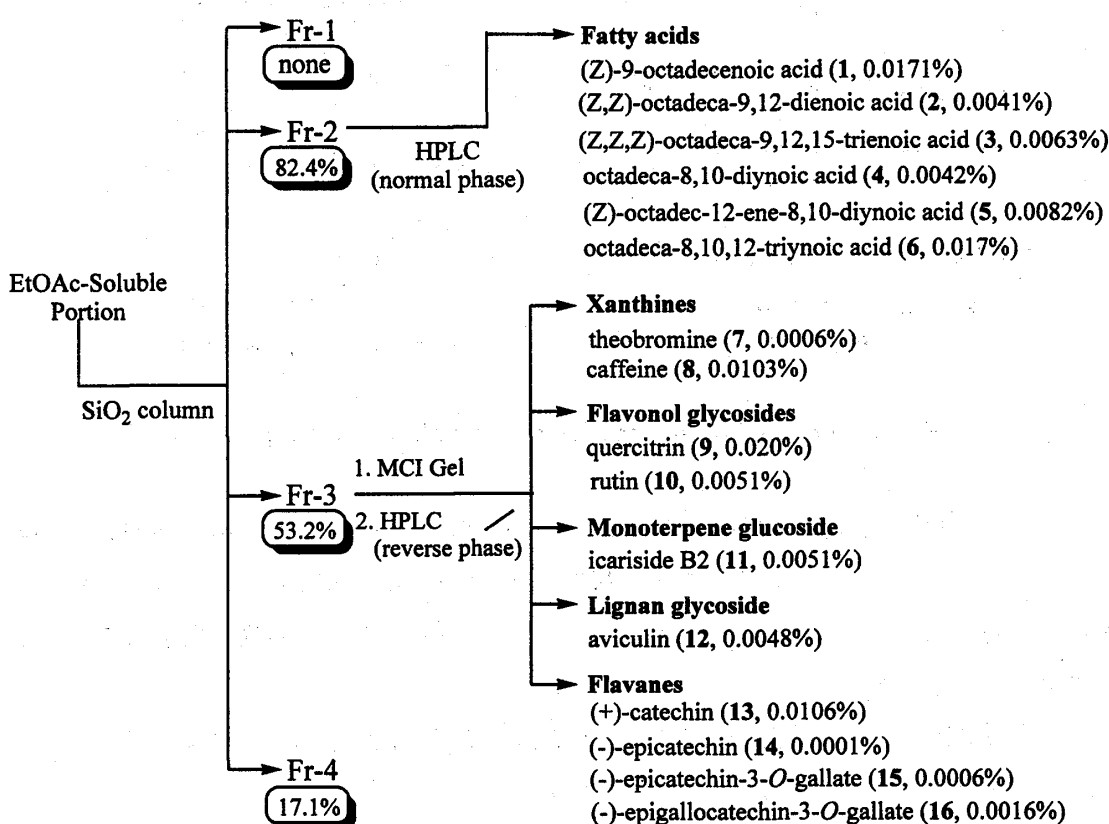 Fr-1
none
Fr-2
82.4%
HPLC
(normal phase)
Fatty acids
(Z)-9-octadecenoic acid (1, 0.0171%)
(Z,Z)-octadeca-9,12-dienoic acid (2, 0.0041%)
(Z,Z,Z)-octadeca-9,12,15-trienoic acid (3, 0.0063%)
octadeca-8,10-diynoic acid (4, 0.0042%)
(Z)-octadec-12-ene-8,10-diynoic acid (5, 0.0082%)
octadeca-8,10,12-triynoic acid (6, 0.017%)
EtOAc-Soluble
Portion
SiO2 column
Fr-3
53.2%
1. MCI Gel
2. HPLC
(reverse phase)
Xanthines
theobromine (7, 0.0006%)
caffeine (8, 0.0103%)
Flavonol glycosides
quercitrin (9, 0.020%)
rutin (10, 0.0051%)
Monoterpene glucoside
icariside B2 (11, 0.0051%)
Lignan glycoside
aviculin (12, 0.0048%)
Flavanes
(+)-catechin (13, 0.0106%)
(-)-epicatechin (14, 0.0001%)
(-)-epicatechin-3-O-gallate (15, 0.0006%)
(-)-epigallocatechin-3-O-gallate (16, 0.0016%)
Fr-4
17.1%